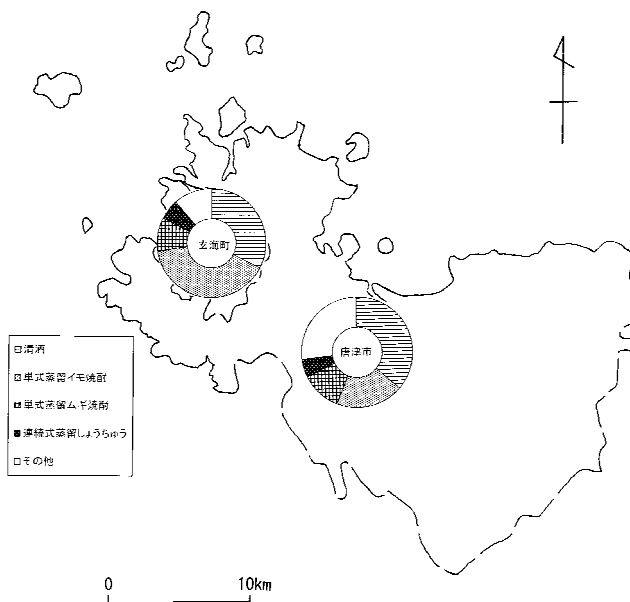 玄海町
唐津市
清酒
単式蒸留イモ焼酎
単式蒸留ムギ焼酎
連続式蒸留しょうちゅう
その他
0 10km